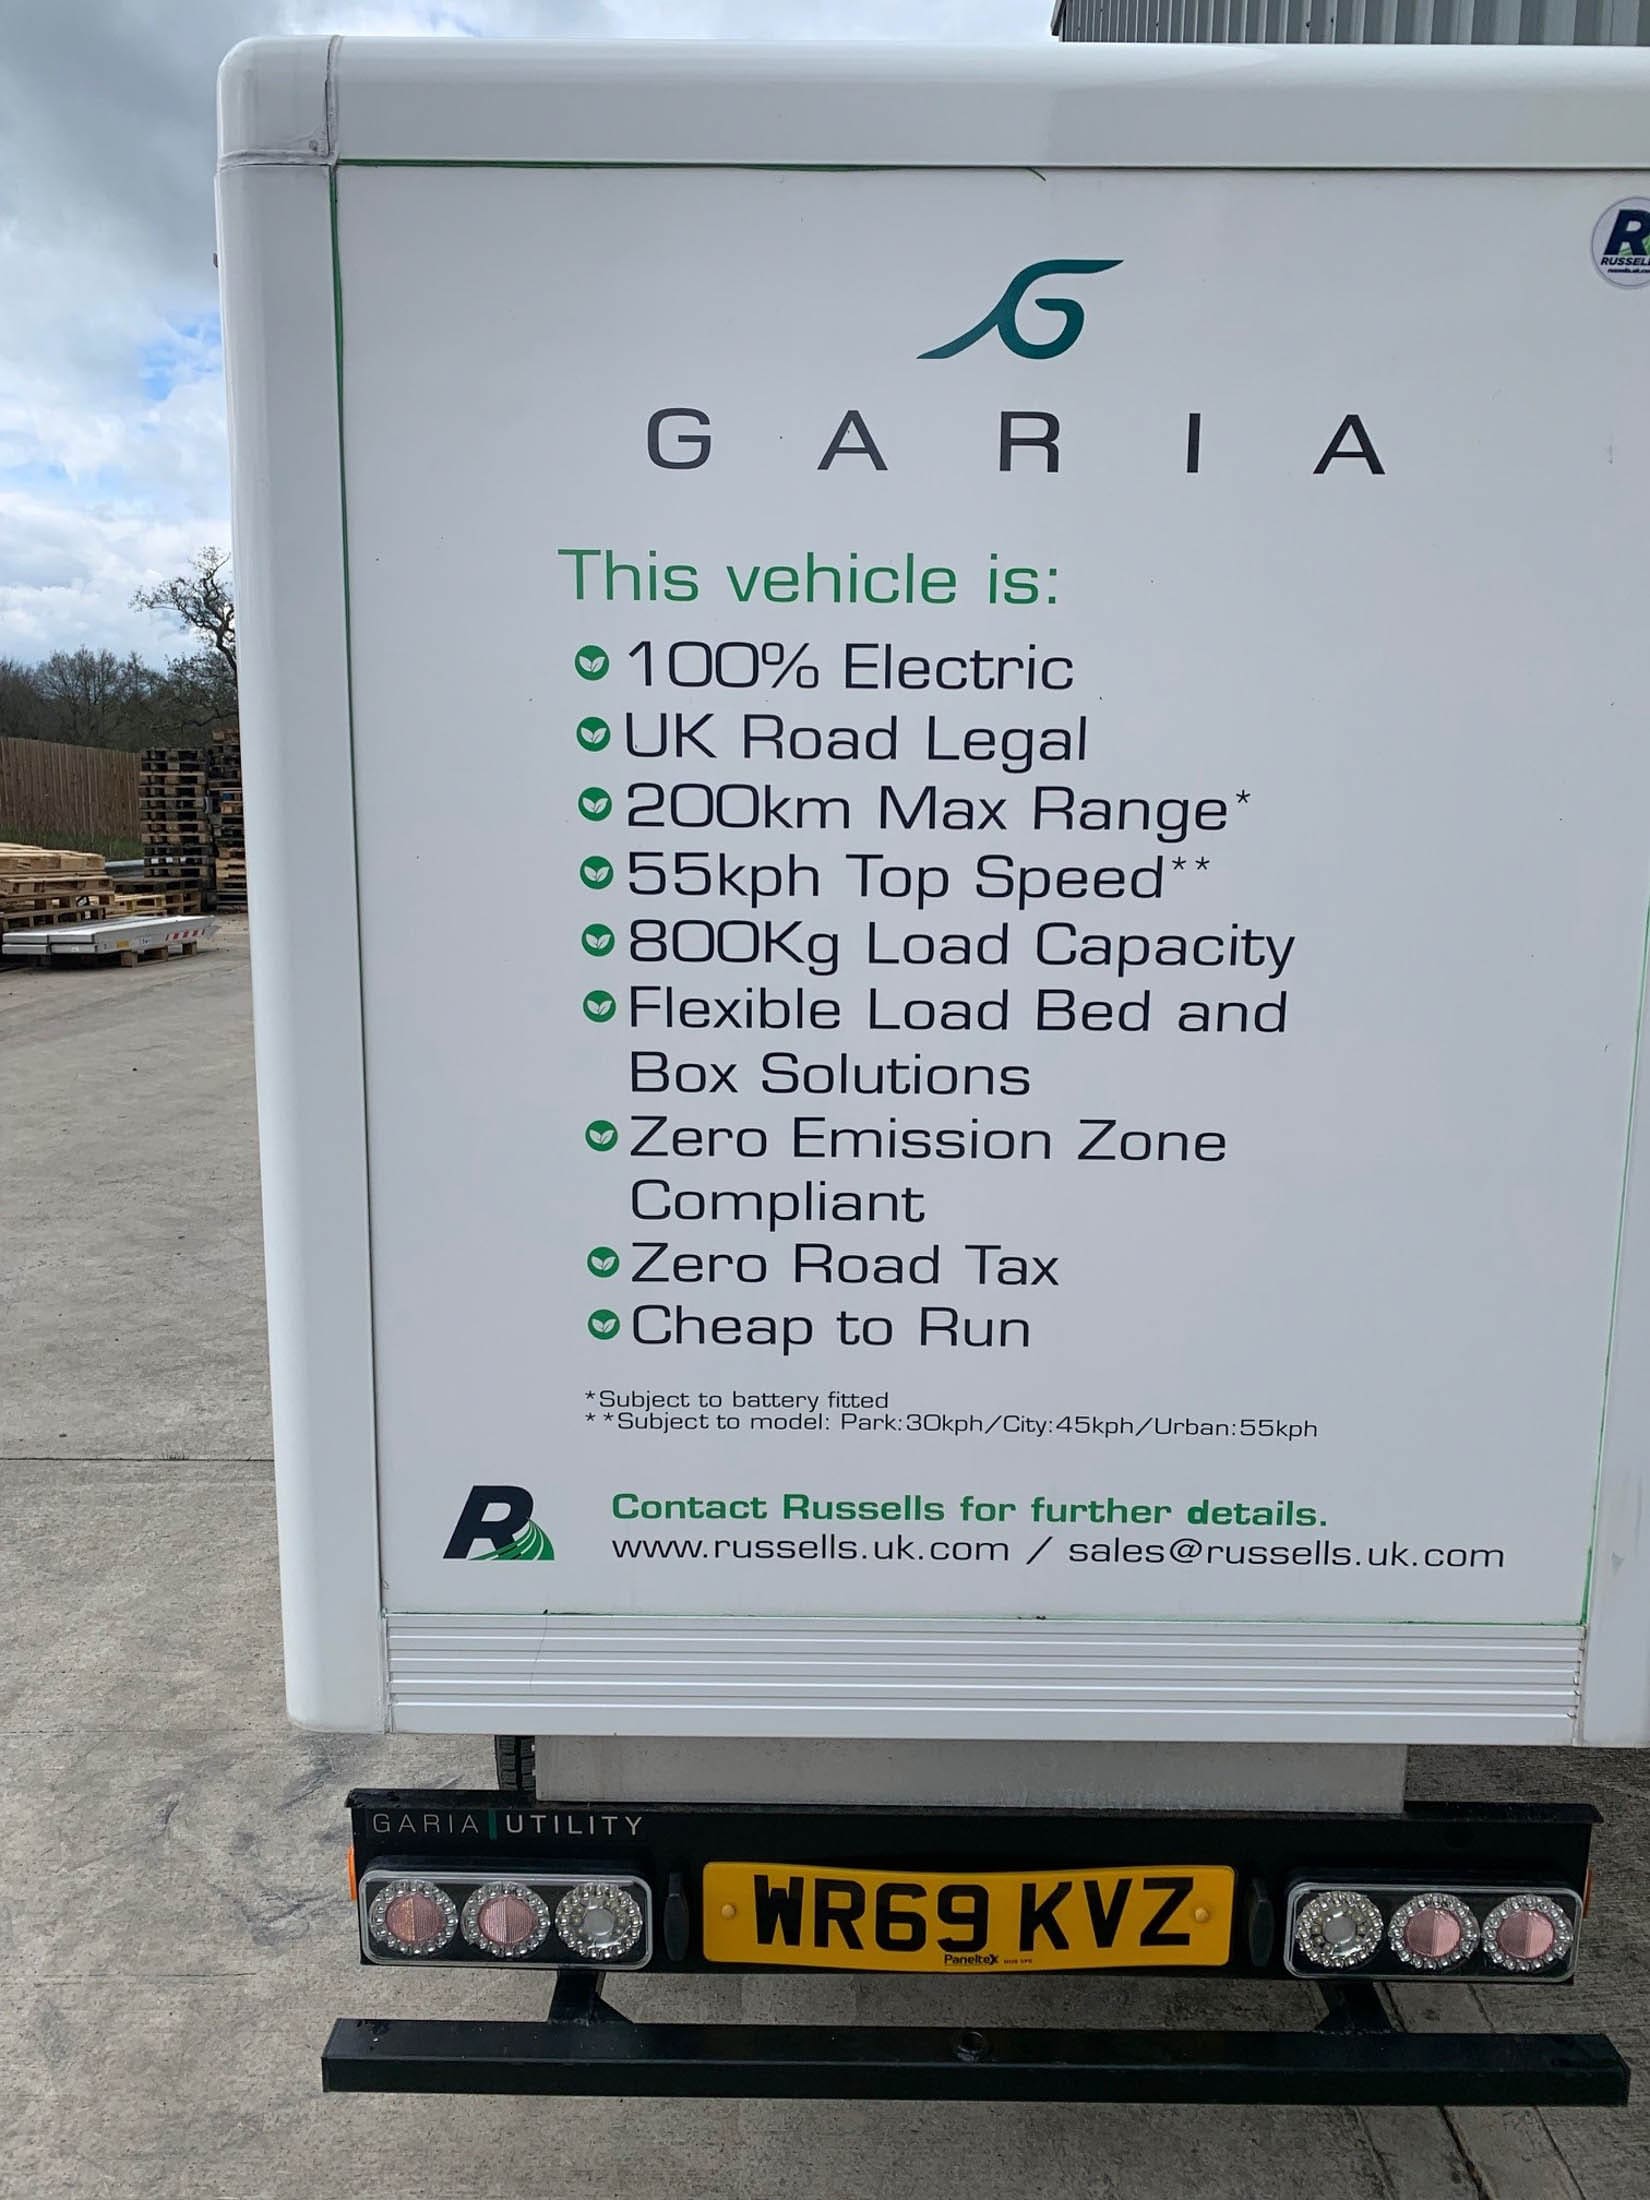 GARIA
R
RUSSELL
This vehicle is:
100% Electric
UK Road Legal
200km Max Range*
55kph Top Speed**
800Kg Load Capacity
Flexible Load Bed and
Box Solutions
Zero Emission Zone
Compliant
Zero Road Tax
Cheap to Run
*Subject to battery fitted
**Subject to model: Park:30kph/City:45kph/Urban:55kph
R
Contact Russells for further details.
www.russells.uk.com / sales@russells.uk.com
GARIA | UTILITY
WR69 KVZ
Paneltex